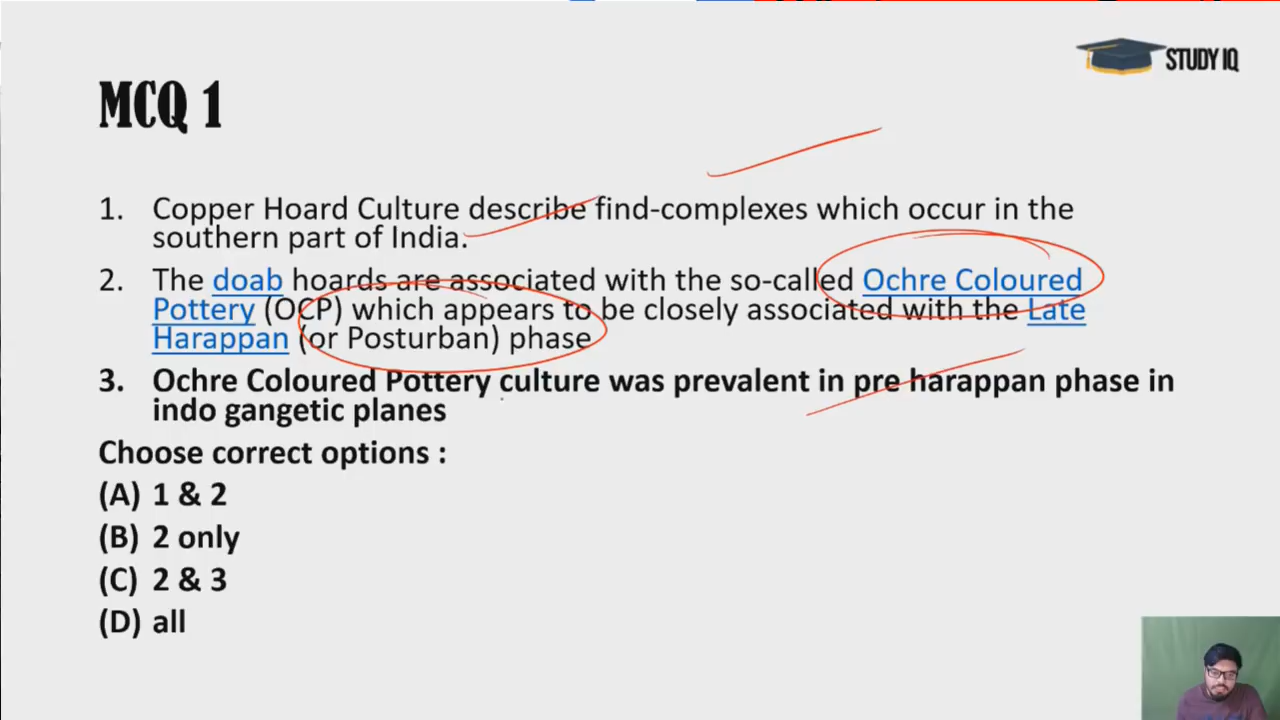 STUDY IQ
MCQ 1
1. Copper Hoard Culture describe find-complexes which occur in the
southern part of India.
2. The doab hoards are associated with the so-called Ochre Coloured
Pottery (OCP) which appears to be closely associated with the Late
Harappan (or Posturban) phase
3. Ochre Coloured Pottery culture was prevalent in pre harappan phase in
indo gangetic planes
Choose correct options :
(A) 1 & 2
(B) 2 only
(C) 2 & 3
(D) all